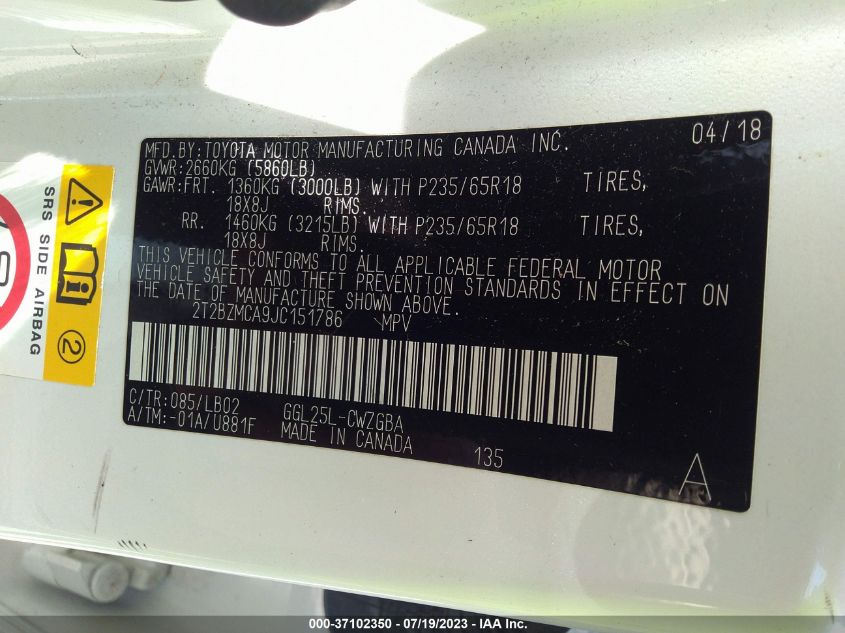 MFD.BY: TOYOTA MOTOR MANUFACTURING CANADA INC. 04/18
GVWR:2660KG (5860LB)
GAWR:FRT. 1360KG (3000LB) WITH P235/65R18 TIRES,
18X8J RIMS.
RR. 1460KG (3215LB) WITH P235/65R18 TIRES,
18X8J RIMS.
THIS VEHICLE CONFORMS TO ALL APPLICABLE FEDERAL MOTOR
VEHICLE SAFETY AND THEFT PREVENTION STANDARDS IN EFFECT ON
THE DATE OF MANUFACTURE SHOWN ABOVE.
2T2BZMCA9JC151786 MPV
C/TR:085/LB02 GGL25L-CWZGBA
A/TM:-01A/U881F MADE IN CANADA
135
A
SRS SIDE AIRBAG
2
000-37102350 - 07/19/2023 - IAAI.com